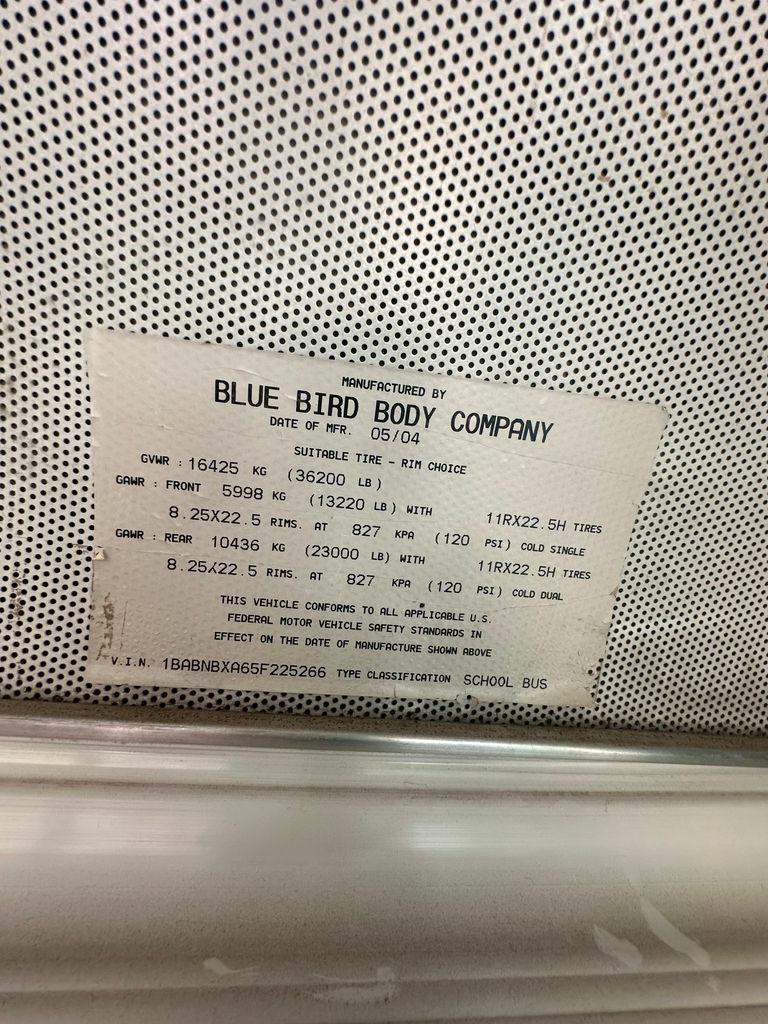 MANUFACTURED BY
BLUE BIRD BODY COMPANY
DATE OF MFR. 05/04
SUITABLE TIRE - RIM CHOICE
GVWR : 16425 KG (36200 LB)
GAWR : FRONT 5998 KG (13220 LB) WITH 11RX22.5H TIRES
8.25X22.5 RIMS. AT 827 KPA (120 PSI) COLD SINGLE
GAWR : REAR 10436 KG (23000 LB) WITH 11RX22.5H TIRES
8.25X22.5 RIMS. AT 827 KPA (120 PSI) COLD DUAL
THIS VEHICLE CONFORMS TO ALL APPLICABLE U.S.
FEDERAL MOTOR VEHICLE SAFETY STANDARDS IN
EFFECT ON THE DATE OF MANUFACTURE SHOWN ABOVE
V.I.N. 1BABNBXA65F225266 TYPE CLASSIFICATION SCHOOL BUS